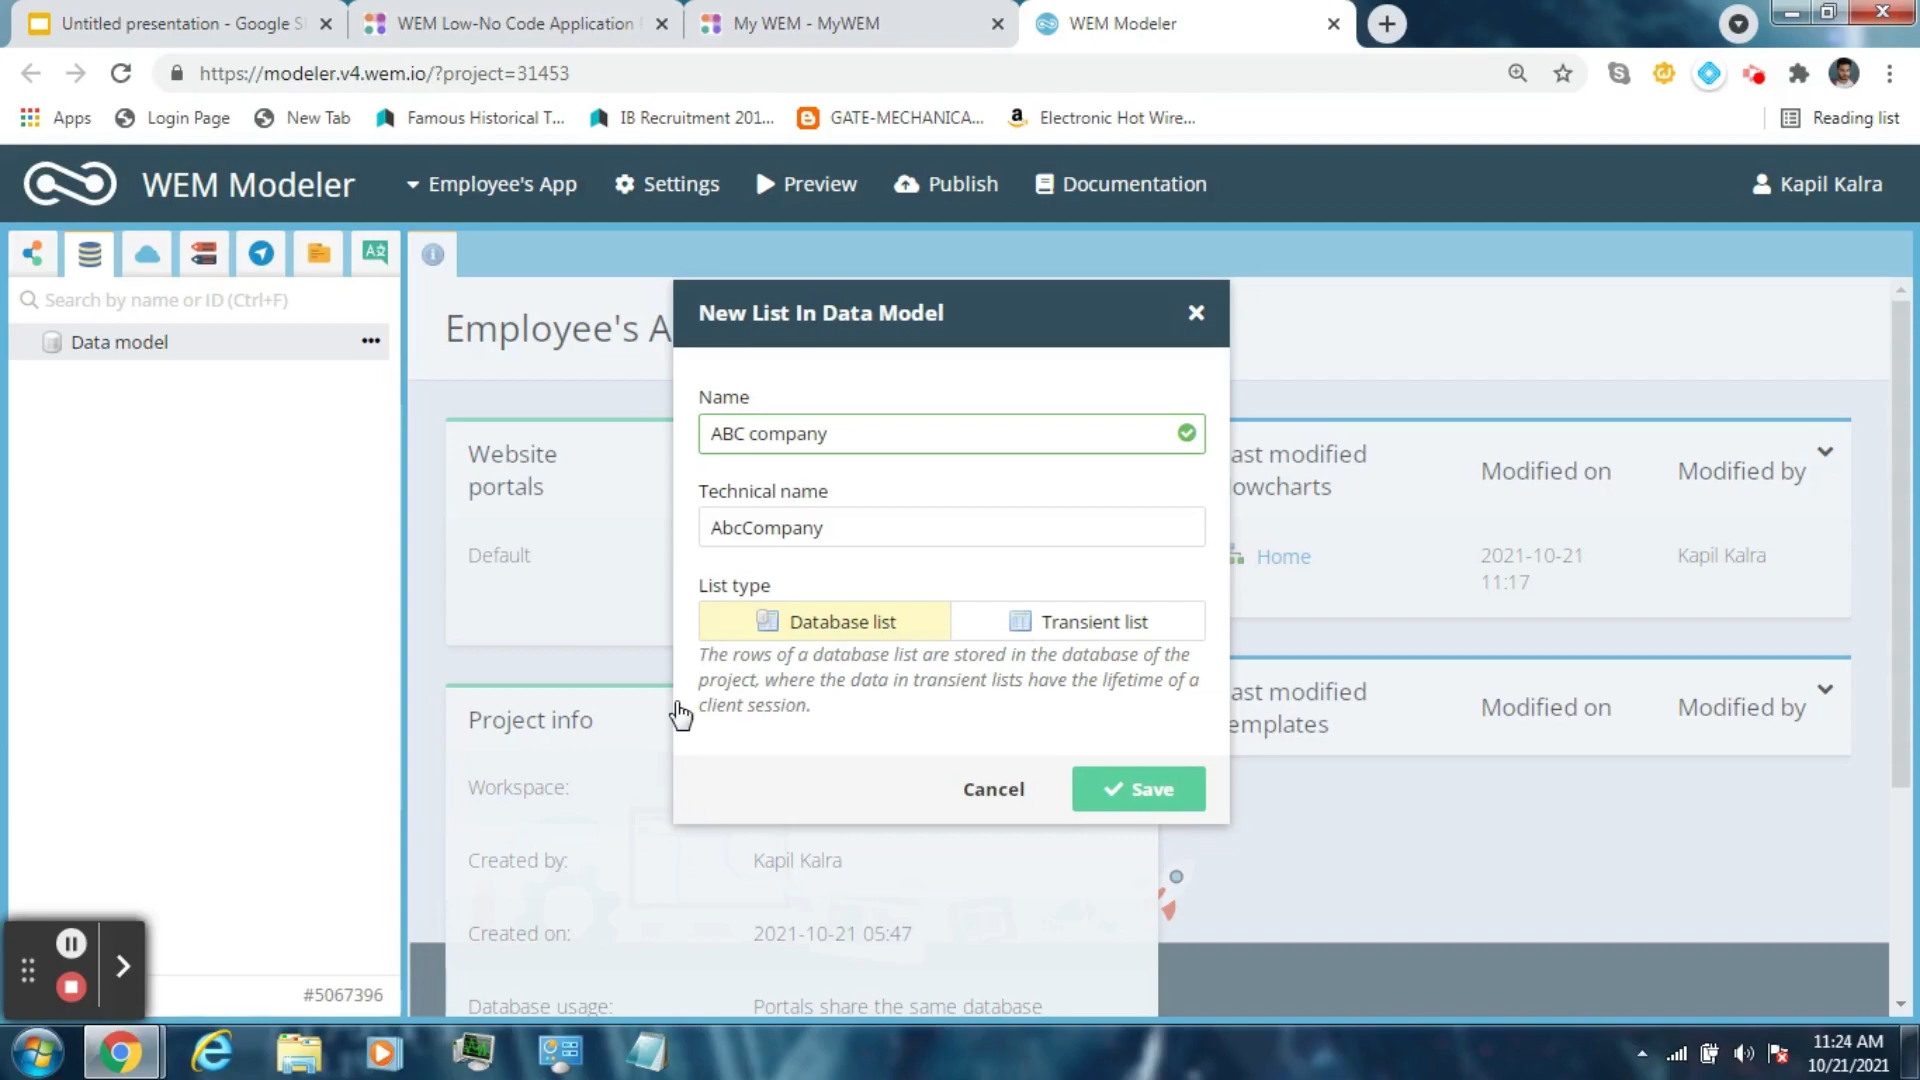 Untitled presentation - Google S
WEM Low-No Code Application
My WEM - MyWEM
WEM Modeler
https://modeler.v4.wem.io/?project=31453
Apps
Login Page
New Tab
Famous Historical T...
IB Recruitment 201...
GATE-MECHANICA...
Electronic Hot Wire...
Reading list
WEM Modeler
Employee's App
Settings
Preview
Publish
Documentation
Kapil Kalra
Search by name or ID (Ctrl+F)
Data model
#5067396
Employee's A
Website
portals
Default
Project info
Workspace:
Created by:
Kapil Kalra
Created on:
2021-10-21 05:47
Database usage:
Portals share the same database
New List In Data Model
Name
ABC company
Technical name
AbcCompany
List type
Database list
Transient list
The rows of a database list are stored in the database of the
project, where the data in transient lists have the lifetime of a
client session.
Cancel
Save
ast modified
owcharts
Modified on
Modified by
Home
2021-10-21
11:17
Kapil Kalra
ast modified
emplates
Modified on
Modified by
11:24 AM
10/21/2021